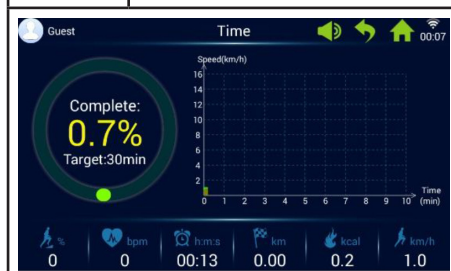 Guest
Time
00:07
Complete:
0.7%
Target:30min
Speed(km/h)
16
14
12
10
8
6
4
2
0 1 2 3 4 5 6 7 8 9 10
Time
(min)
% bpm h:m:s km kcal km/h
0 0 00:13 0.00 0.2 1.0